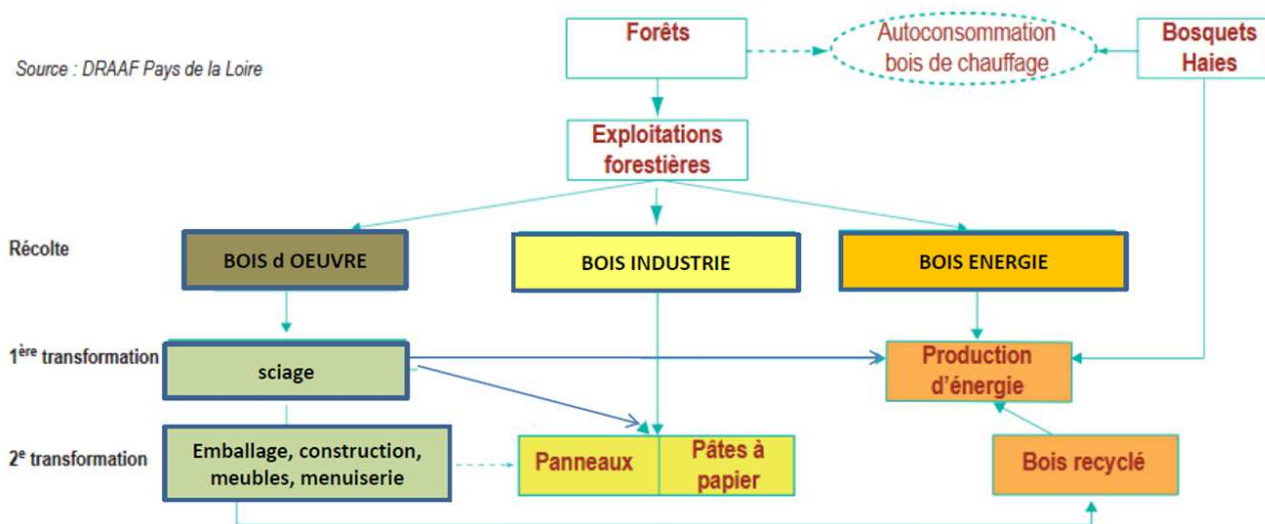 Forêts
Autoconsommation
bois de chauffage
Bosquets
Haies
Source : DRAAF Pays de la Loire
Exploitations
forestières
Récolte
BOIS d OEUVRE
BOIS INDUSTRIE
BOIS ENERGIE
1ère transformation
sciage
Production
d'énergie
2e transformation
Emballage, construction,
meubles, menuiserie
Panneaux
Pâtes à
papier
Bois recyclé